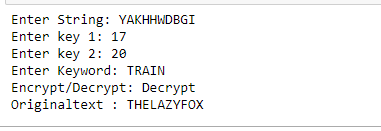 Enter String: YAKHHWDBGI
Enter key 1: 17
Enter key 2: 20
Enter Keyword: TRAIN
Encrypt/Decrypt: Decrypt
Originaltext : THELAZYFOX